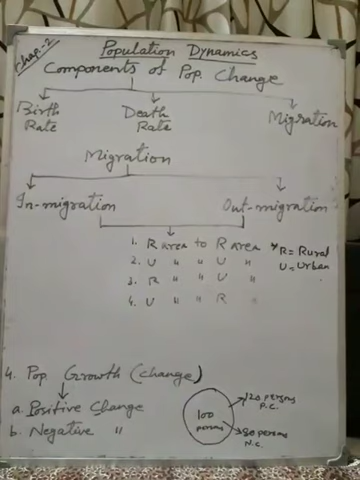 Chap.-2
Population Dynamics
Components of Pop. Change
Birth Rate
Death Rate
Migration
Migration
In-migration
Out-migration
1. R area to R area
2. U " " U "
3. R " " U "
4. U " " R "
* R = Rural
U = Urban
4. Pop. Growth (change)
a. Positive Change
b. Negative "
100 persons
120 persons
P.C.
80 persons
N.C.